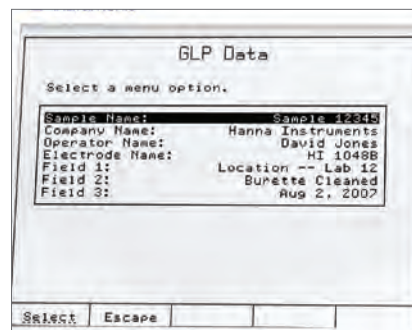 GLP Data
Select a menu option.
Sample Name: Sample 12345
Company Name: Hanna Instruments
Operator Name: David Jones
Electrode Name: HI 1048B
Field 1: Location -- Lab 12
Field 2: Burette Cleaned
Field 3: Aug 2, 2007
Select Escape